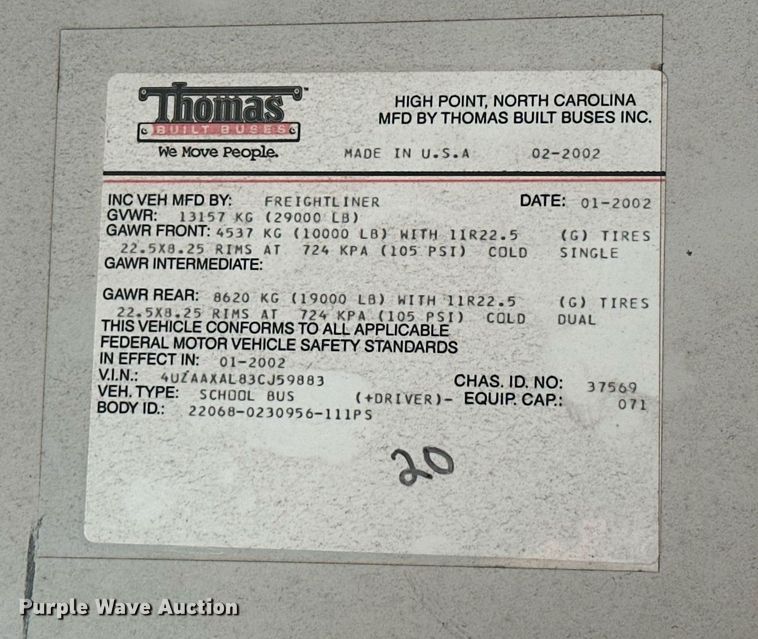 Thomas™
BUILT BUSES
We Move People.
HIGH POINT, NORTH CAROLINA
MFD BY THOMAS BUILT BUSES INC.
MADE IN U.S.A 02-2002
INC VEH MFD BY: FREIGHTLINER DATE: 01-2002
GVWR: 13157 KG (29000 LB)
GAWR FRONT: 4537 KG (10000 LB) WITH 11R22.5 (G) TIRES
22.5X8.25 RIMS AT 724 KPA (105 PSI) COLD SINGLE
GAWR INTERMEDIATE:
GAWR REAR: 8620 KG (19000 LB) WITH 11R22.5 (G) TIRES
22.5X8.25 RIMS AT 724 KPA (105 PSI) COLD DUAL
THIS VEHICLE CONFORMS TO ALL APPLICABLE
FEDERAL MOTOR VEHICLE SAFETY STANDARDS
IN EFFECT IN: 01-2002
V.I.N.: 4UZAAXAL83CJ59883 CHAS. ID. NO: 37569
VEH. TYPE: SCHOOL BUS (+DRIVER)- EQUIP. CAP.: 071
BODY ID.: 22068-0230956-111PS
20
Purple Wave Auction